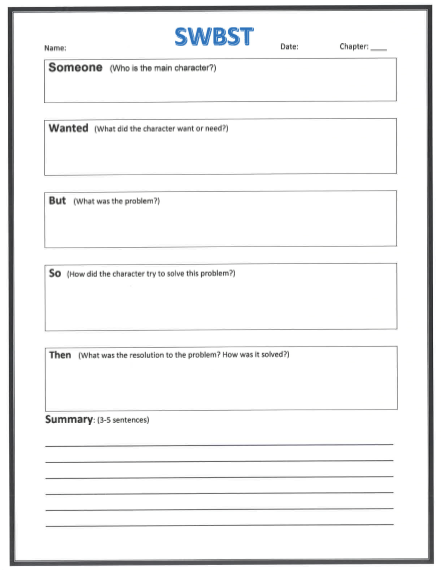 SWBST
Name: Date: Chapter: ____
Someone (Who is the main character?)
Wanted (What did the character want or need?)
But (What was the problem?)
So (How did the character try to solve this problem?)
Then (What was the resolution to the problem? How was it solved?)
Summary: (3-5 sentences)